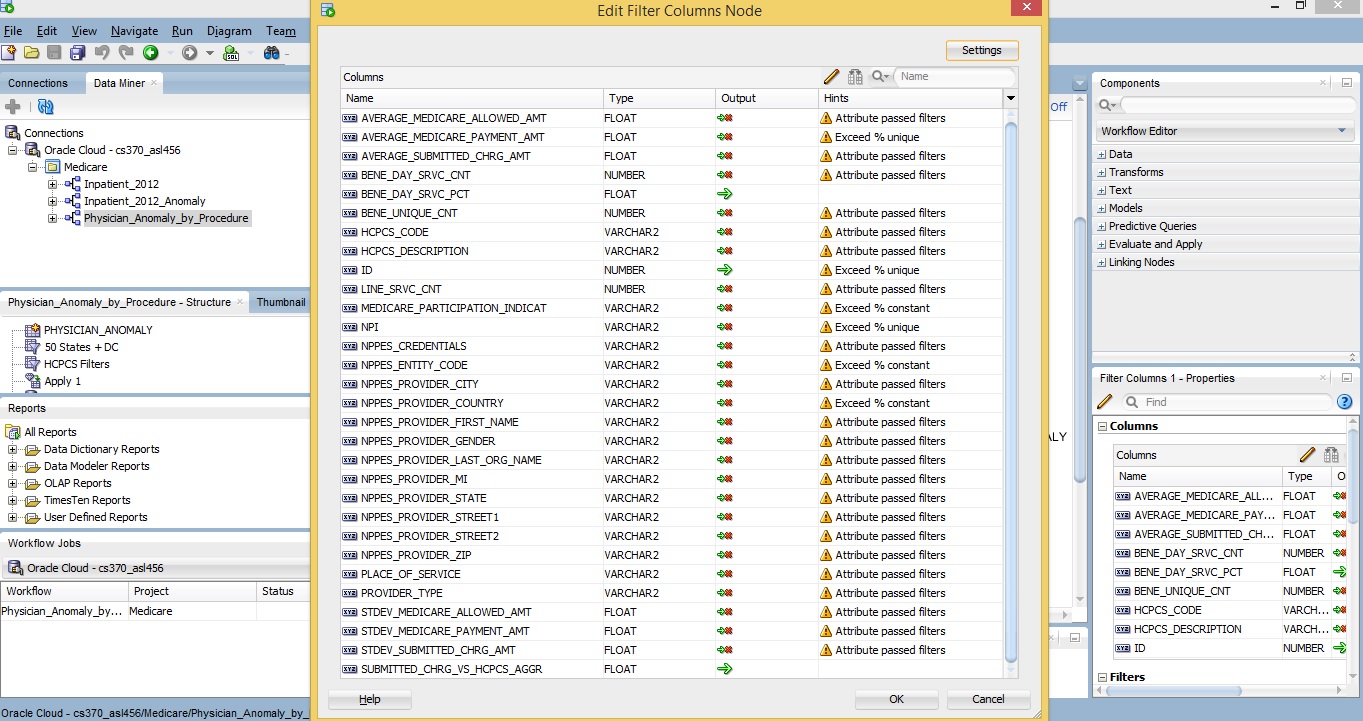 Edit Filter Columns Node
File Edit View Navigate Run Diagram Team
SQL
Connections Data Miner
Connections
Oracle Cloud - cs370_asl456
Medicare
Inpatient_2012
Inpatient_2012_Anomaly
Physician_Anomaly_by_Procedure
Physician_Anomaly_by_Procedure - Structure Thumbnail
PHYSICIAN_ANOMALY
50 States + DC
HCPCS Filters
Apply 1
Reports
All Reports
Data Dictionary Reports
Data Modeler Reports
OLAP Reports
TimesTen Reports
User Defined Reports
Workflow Jobs
Oracle Cloud - cs370_asl456
Workflow Project Status
Physician_Anomaly_by... Medicare
Oracle Cloud - cs370_asl456/Medicare/Physician_Anomaly_by_
Settings
Columns Name
Name Type Output Hints
AVERAGE_MEDICARE_ALLOWED_AMT FLOAT Attribute passed filters
AVERAGE_MEDICARE_PAYMENT_AMT FLOAT Exceed % unique
AVERAGE_SUBMITTED_CHRG_AMT FLOAT Attribute passed filters
BENE_DAY_SRVC_CNT NUMBER Attribute passed filters
BENE_DAY_SRVC_PCT FLOAT
BENE_UNIQUE_CNT NUMBER Attribute passed filters
HCPCS_CODE VARCHAR2 Attribute passed filters
HCPCS_DESCRIPTION VARCHAR2 Attribute passed filters
ID NUMBER Exceed % unique
LINE_SRVC_CNT NUMBER Attribute passed filters
MEDICARE_PARTICIPATION_INDICAT VARCHAR2 Exceed % constant
NPI VARCHAR2 Exceed % unique
NPPES_CREDENTIALS VARCHAR2 Attribute passed filters
NPPES_ENTITY_CODE VARCHAR2 Exceed % constant
NPPES_PROVIDER_CITY VARCHAR2 Attribute passed filters
NPPES_PROVIDER_COUNTRY VARCHAR2 Exceed % constant
NPPES_PROVIDER_FIRST_NAME VARCHAR2 Attribute passed filters
NPPES_PROVIDER_GENDER VARCHAR2 Attribute passed filters
NPPES_PROVIDER_LAST_ORG_NAME VARCHAR2 Attribute passed filters
NPPES_PROVIDER_MI VARCHAR2 Attribute passed filters
NPPES_PROVIDER_STATE VARCHAR2 Attribute passed filters
NPPES_PROVIDER_STREET1 VARCHAR2 Attribute passed filters
NPPES_PROVIDER_STREET2 VARCHAR2 Attribute passed filters
NPPES_PROVIDER_ZIP VARCHAR2 Attribute passed filters
PLACE_OF_SERVICE VARCHAR2 Attribute passed filters
PROVIDER_TYPE VARCHAR2 Attribute passed filters
STDEV_MEDICARE_ALLOWED_AMT FLOAT Attribute passed filters
STDEV_MEDICARE_PAYMENT_AMT FLOAT Attribute passed filters
STDEV_SUBMITTED_CHRG_AMT FLOAT Attribute passed filters
SUBMITTED_CHRG_VS_HCPCS_AGGR FLOAT
Help OK Cancel
Off
ALY
Components
Workflow Editor
Data
Transforms
Text
Models
Predictive Queries
Evaluate and Apply
Linking Nodes
Filter Columns 1 - Properties
Find
Columns
Columns
Name Type O
AVERAGE_MEDICARE_ALL... FLOAT
AVERAGE_MEDICARE_PAY... FLOAT
AVERAGE_SUBMITTED_CH... FLOAT
BENE_DAY_SRVC_CNT NUMBER
BENE_DAY_SRVC_PCT FLOAT
BENE_UNIQUE_CNT NUMBER
HCPCS_CODE VARCH...
HCPCS_DESCRIPTION VARCH...
ID NUMBER
Filters